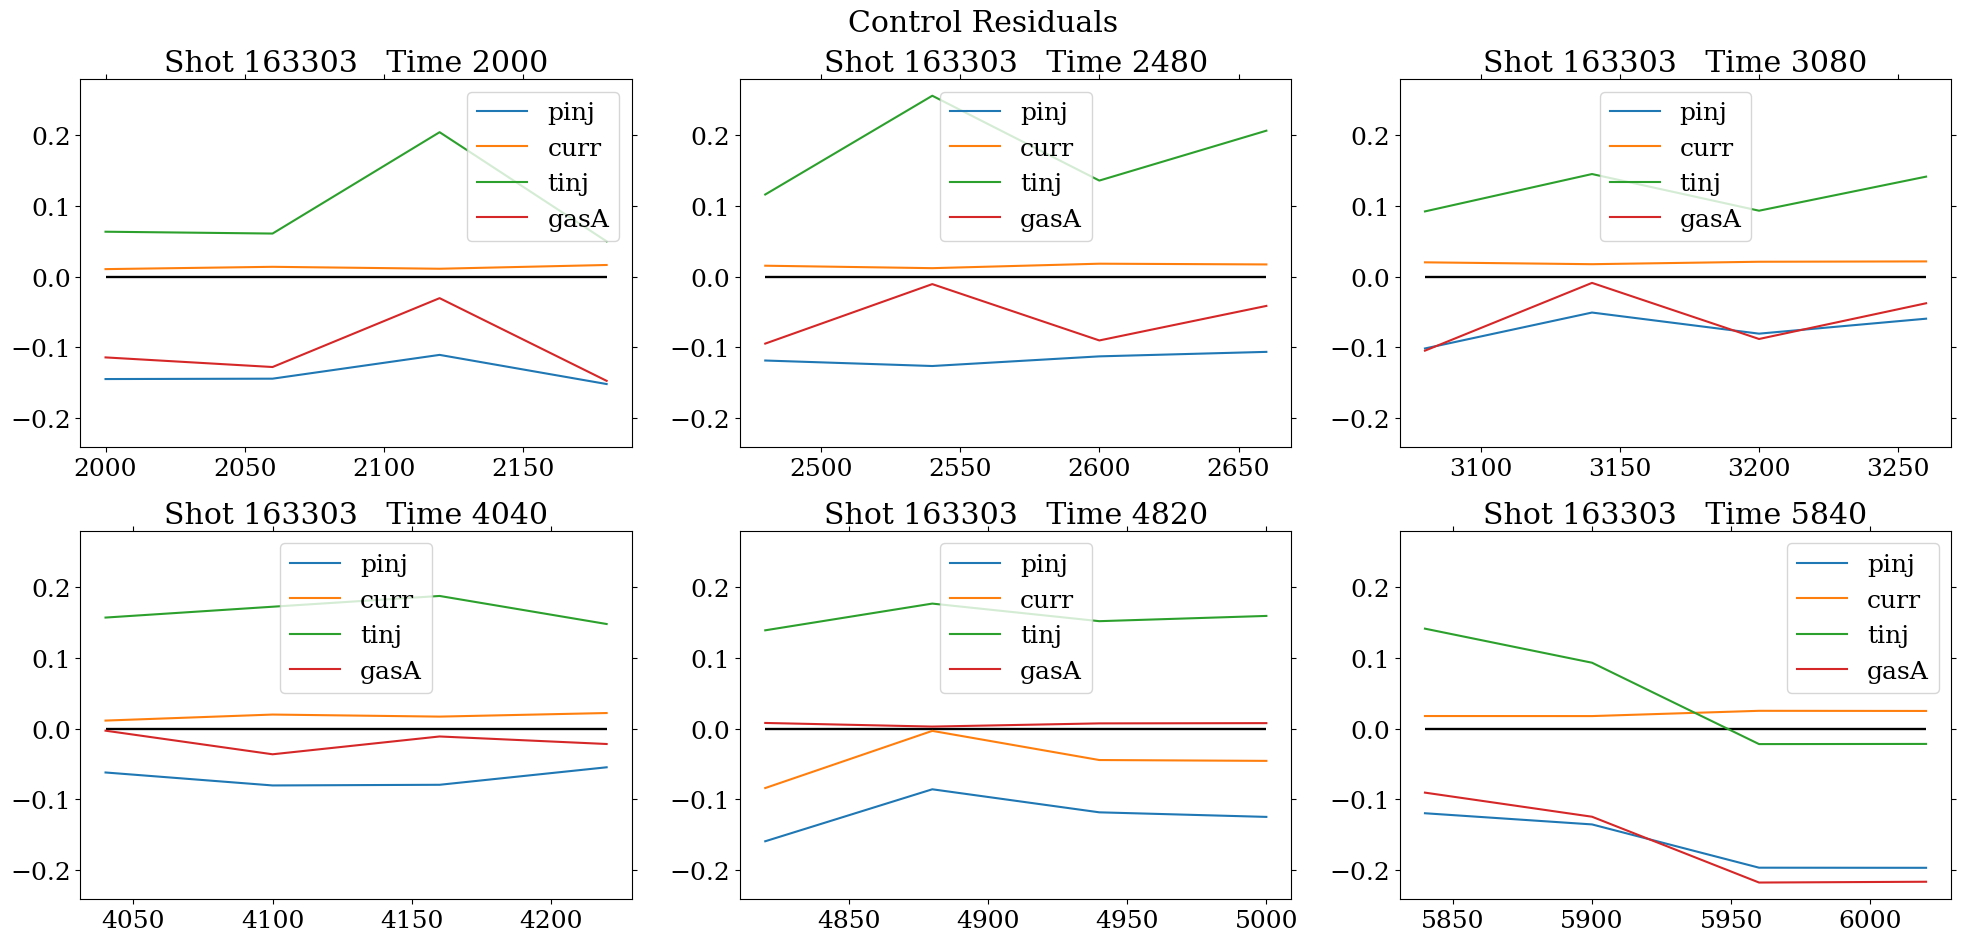 Control Residuals
Shot 163303   Time 2000
0.2
0.1
0.0
−0.1
−0.2
pinj
curr
tinj
gasA
2000 2050 2100 2150
Shot 163303   Time 2480
0.2
0.1
0.0
−0.1
−0.2
pinj
curr
tinj
gasA
2500 2550 2600 2650
Shot 163303   Time 3080
0.2
0.1
0.0
−0.1
−0.2
pinj
curr
tinj
gasA
3100 3150 3200 3250
Shot 163303   Time 4040
0.2
0.1
0.0
−0.1
−0.2
pinj
curr
tinj
gasA
4050 4100 4150 4200
Shot 163303   Time 4820
0.2
0.1
0.0
−0.1
−0.2
pinj
curr
tinj
gasA
4850 4900 4950 5000
Shot 163303   Time 5840
0.2
0.1
0.0
−0.1
−0.2
pinj
curr
tinj
gasA
5850 5900 5950 6000